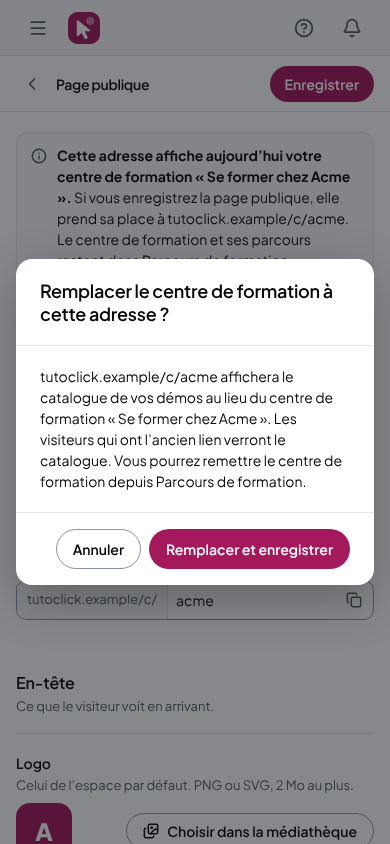 Page publique
Enregistrer
Cette adresse affiche aujourd’hui votre
centre de formation « Se former chez Acme
». Si vous enregistrez la page publique, elle
prend sa place à tutoclick.example/c/acme.
Le centre de formation et ses parcours
Remplacer le centre de formation à
cette adresse ?
tutoclick.example/c/acme affichera le
catalogue de vos démos au lieu du centre de
formation « Se former chez Acme ». Les
visiteurs qui ont l’ancien lien verront le
catalogue. Vous pourrez remettre le centre de
formation depuis Parcours de formation.
Annuler
Remplacer et enregistrer
tutoclick.example/c/
acme
En-tête
Ce que le visiteur voit en arrivant.
Logo
Celui de l’espace par défaut. PNG ou SVG, 2 Mo au plus.
A
Choisir dans la médiathèque